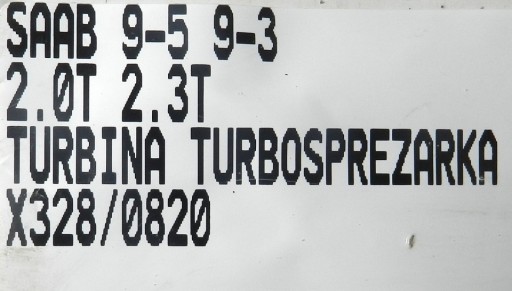 SAAB 9-5 9-3
2.0T 2.3T
TURBINA TURBOSPREZARKA
X328/0820